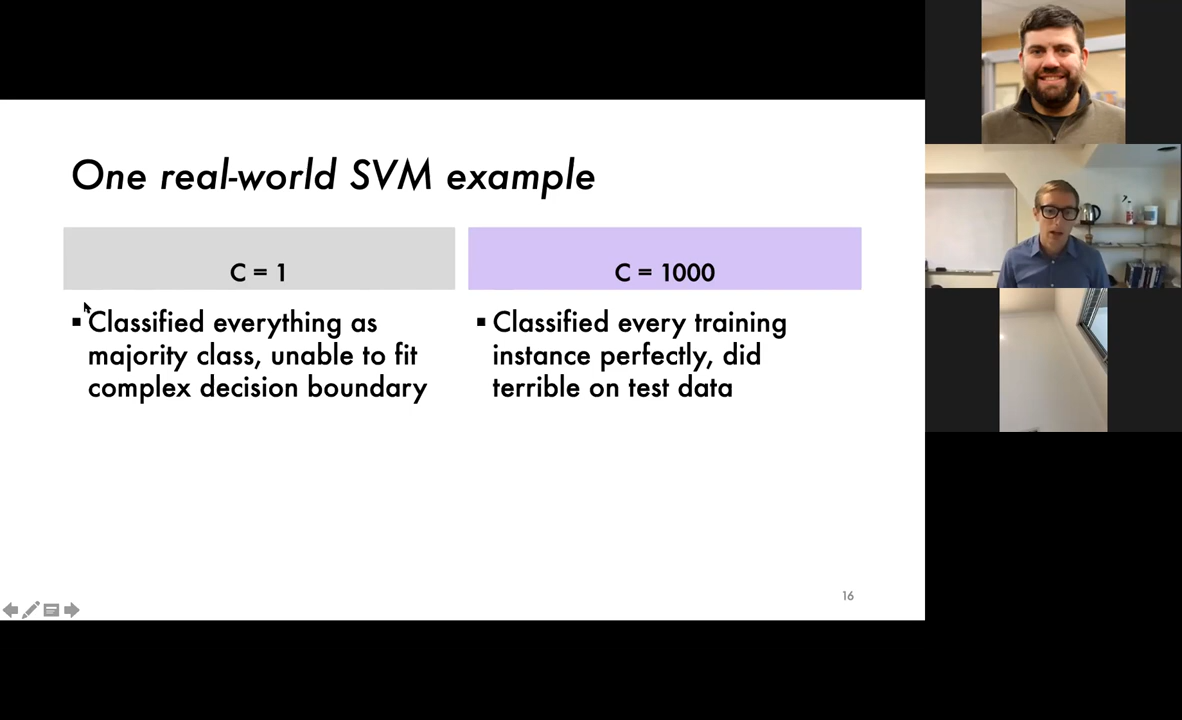 One real-world SVM example
C = 1
C = 1000
▪ Classified everything as
majority class, unable to fit
complex decision boundary
▪ Classified every training
instance perfectly, did
terrible on test data
16